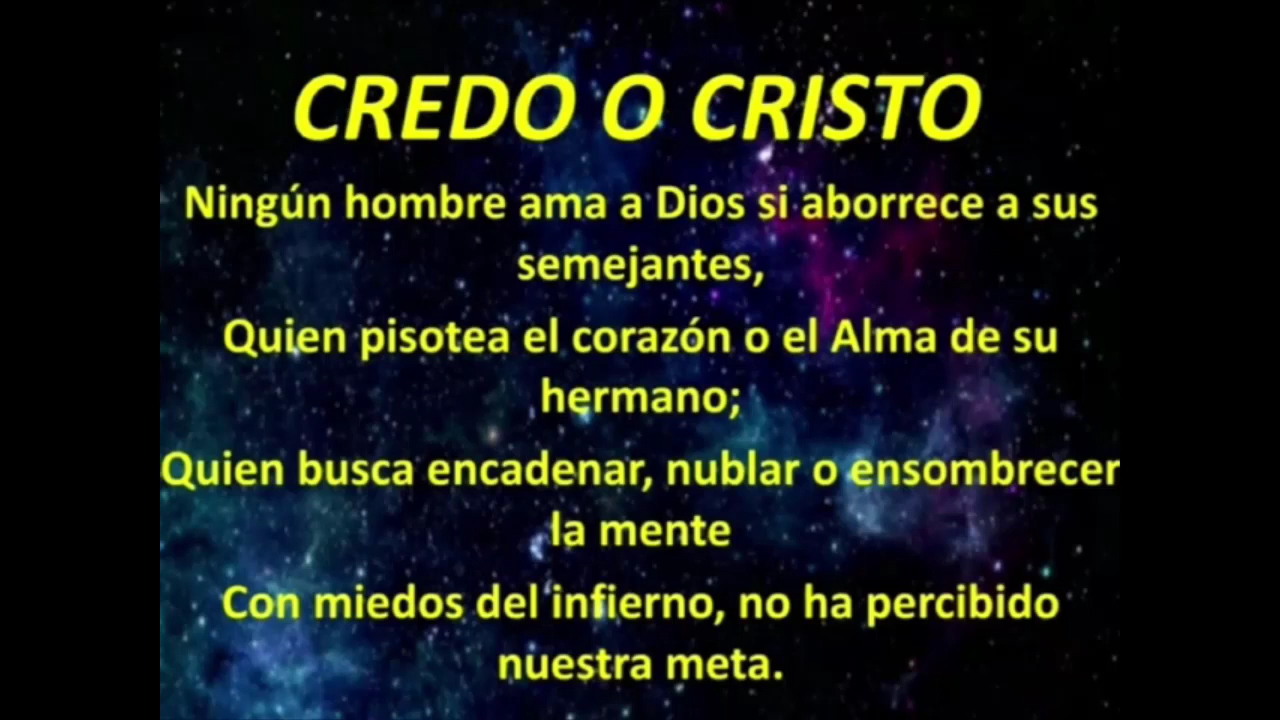 CREDO O CRISTO
Ningún hombre ama a Dios si aborrece a sus
semejantes,
Quien pisotea el corazón o el Alma de su
hermano;
Quien busca encadenar, nublar o ensombrecer
la mente
Con miedos del infierno, no ha percibido
nuestra meta.